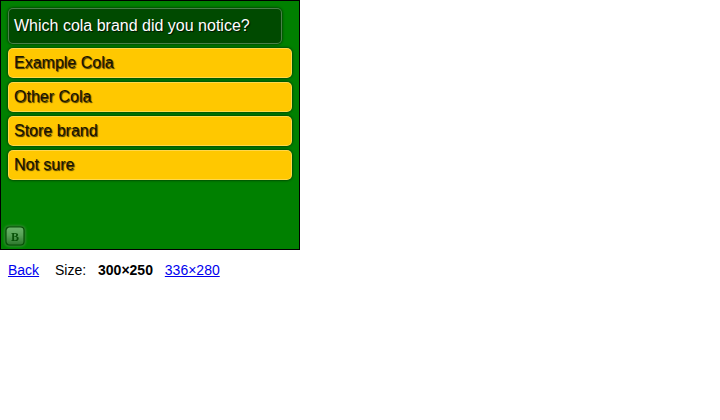 Which cola brand did you notice?
Example Cola
Other Cola
Store brand
Not sure
B
Back Size: 300×250 336×280